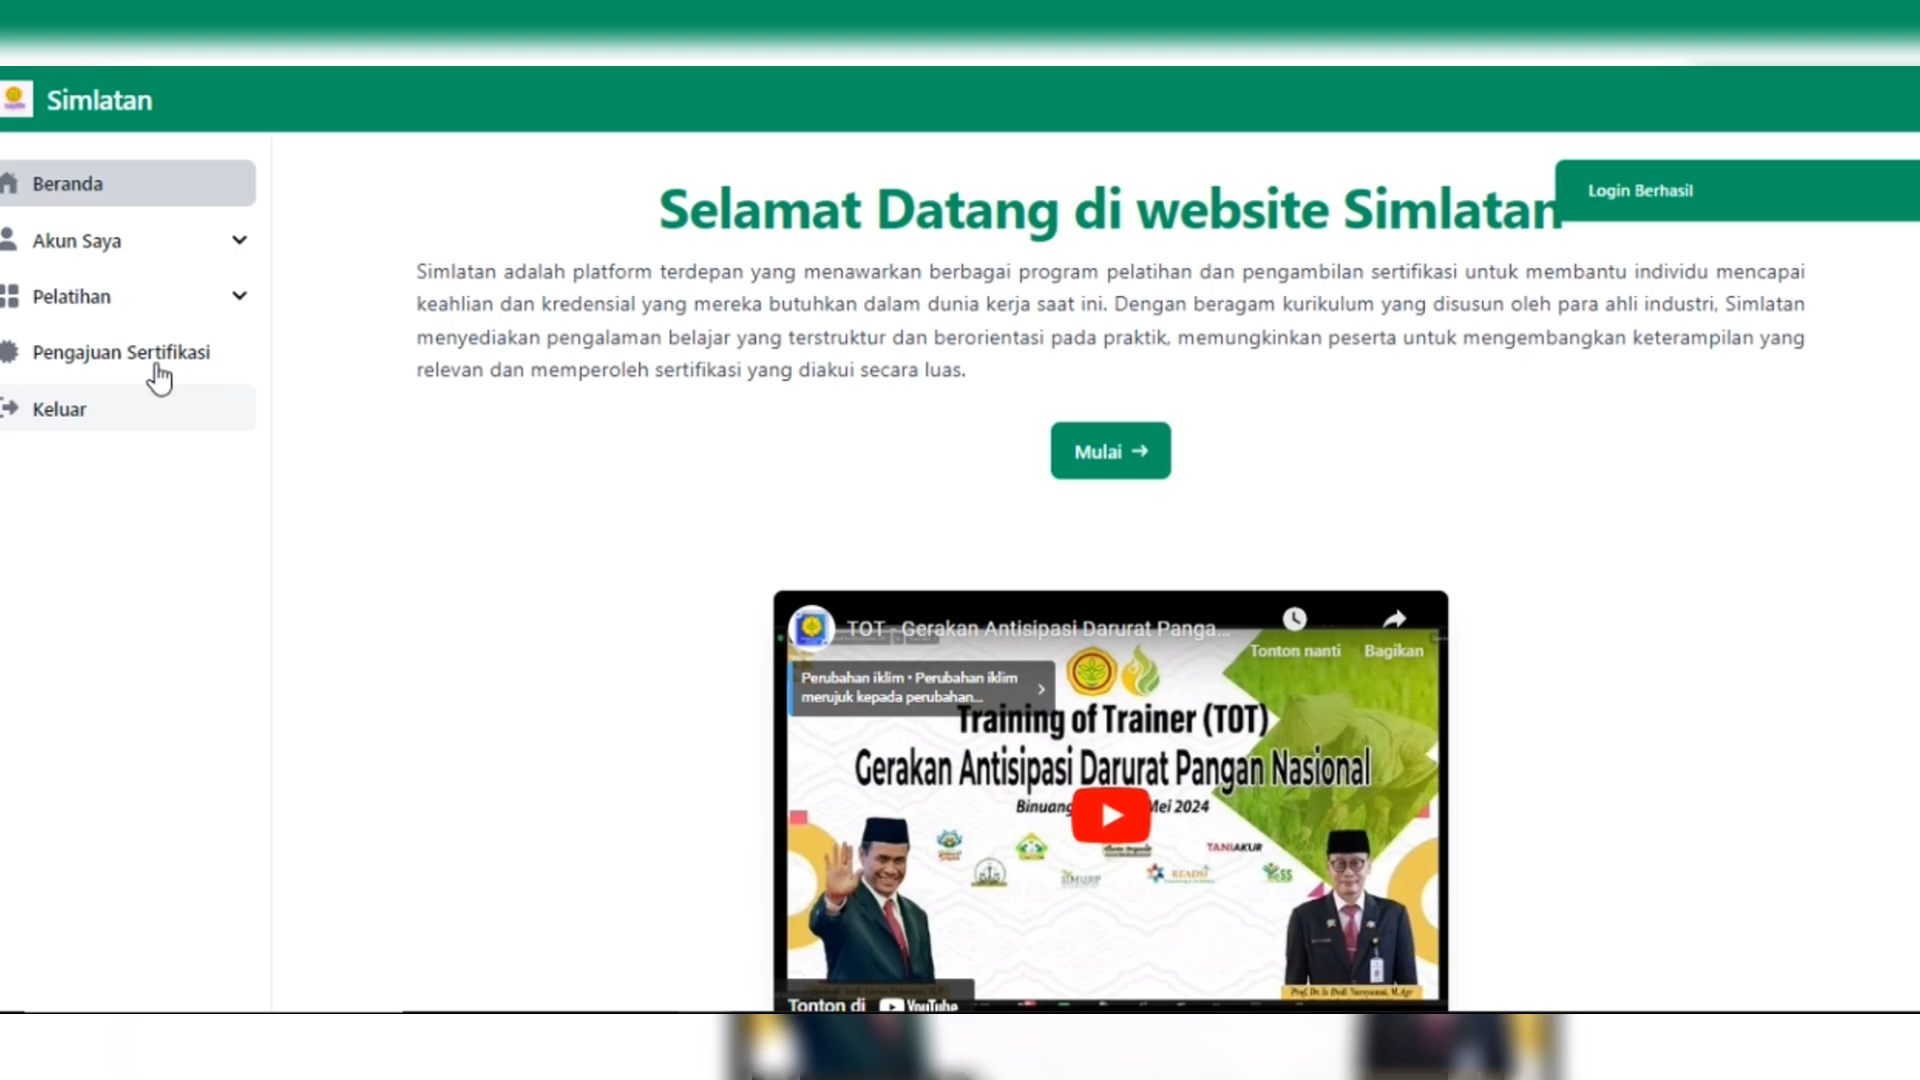 Simlatan
Beranda
Akun Saya
Pelatihan
Pengajuan Sertifikasi
Keluar
Selamat Datang di website Simlatan
Login Berhasil
Simlatan adalah platform terdepan yang menawarkan berbagai program pelatihan dan pengambilan sertifikasi untuk membantu individu mencapai
keahlian dan kredensial yang mereka butuhkan dalam dunia kerja saat ini. Dengan beragam kurikulum yang disusun oleh para ahli industri, Simlatan
menyediakan pengalaman belajar yang terstruktur dan berorientasi pada praktik, memungkinkan peserta untuk mengembangkan keterampilan yang
relevan dan memperoleh sertifikasi yang diakui secara luas.
Mulai →
TOT - Gerakan Antisipasi Darurat Panga...
Tonton nanti
Bagikan
Perubahan iklim • Perubahan iklim
merujuk kepada perubahan...
Training of Trainer (TOT)
Gerakan Antisipasi Darurat Pangan Nasional
Binuang Mei 2024
TANIAKUR
READSI
Tonton di YouTube